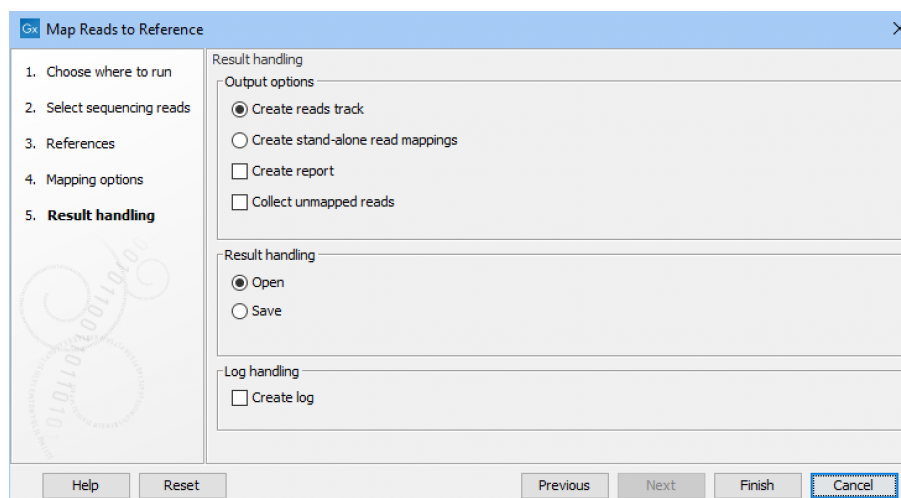 Gx Map Reads to Reference
1. Choose where to run
2. Select sequencing reads
3. References
4. Mapping options
5. Result handling
Result handling
Output options
Create reads track
Create stand-alone read mappings
Create report
Collect unmapped reads
Result handling
Open
Save
Log handling
Create log
Help Reset Previous Next Finish Cancel